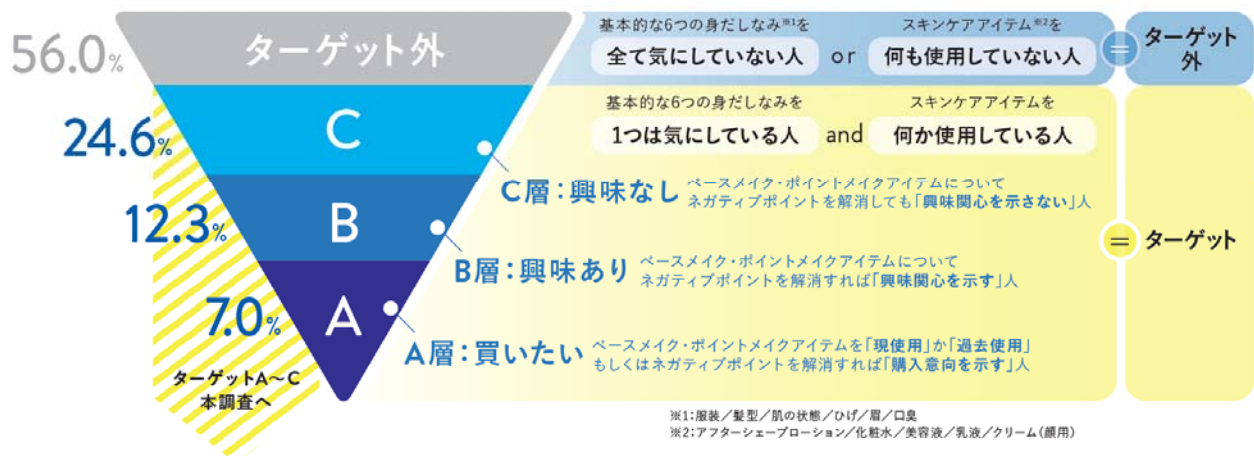 56.0%
ターゲット外
基本的な6つの身だしなみ※1を
全て気にしていない人
or
スキンケアアイテム※2を
何も使用していない人
=
ターゲット
外
24.6%
C
基本的な6つの身だしなみを
1つは気にしている人
and
スキンケアアイテムを
何か使用している人
C層：興味なし
ベースメイク・ポイントメイクアイテムについて
ネガティブポイントを解消しても「興味関心を示さない」人
12.3%
B
B層：興味あり
ベースメイク・ポイントメイクアイテムについて
ネガティブポイントを解消すれば「興味関心を示す」人
=
ターゲット
7.0%
A
A層：買いたい
ベースメイク・ポイントメイクアイテムを「現使用」か「過去使用」
もしくはネガティブポイントを解消すれば「購入意向を示す」人
ターゲットA〜C
本調査へ
※1：服装／髪型／肌の状態／ひげ／眉／口臭
※2：アフターシェーブローション／化粧水／美容液／乳液／クリーム（顔用）